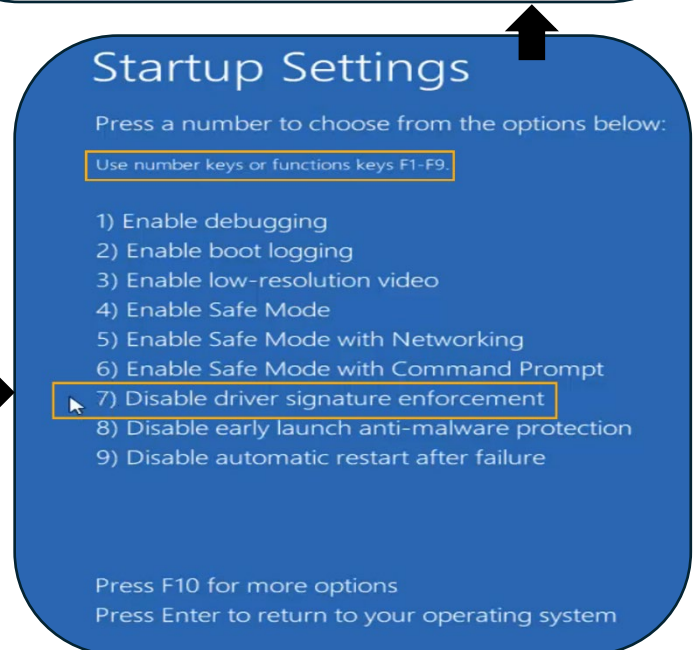 Startup Settings
Press a number to choose from the options below:
Use number keys or functions keys F1-F9.
1) Enable debugging
2) Enable boot logging
3) Enable low-resolution video
4) Enable Safe Mode
5) Enable Safe Mode with Networking
6) Enable Safe Mode with Command Prompt
7) Disable driver signature enforcement
8) Disable early launch anti-malware protection
9) Disable automatic restart after failure
Press F10 for more options
Press Enter to return to your operating system